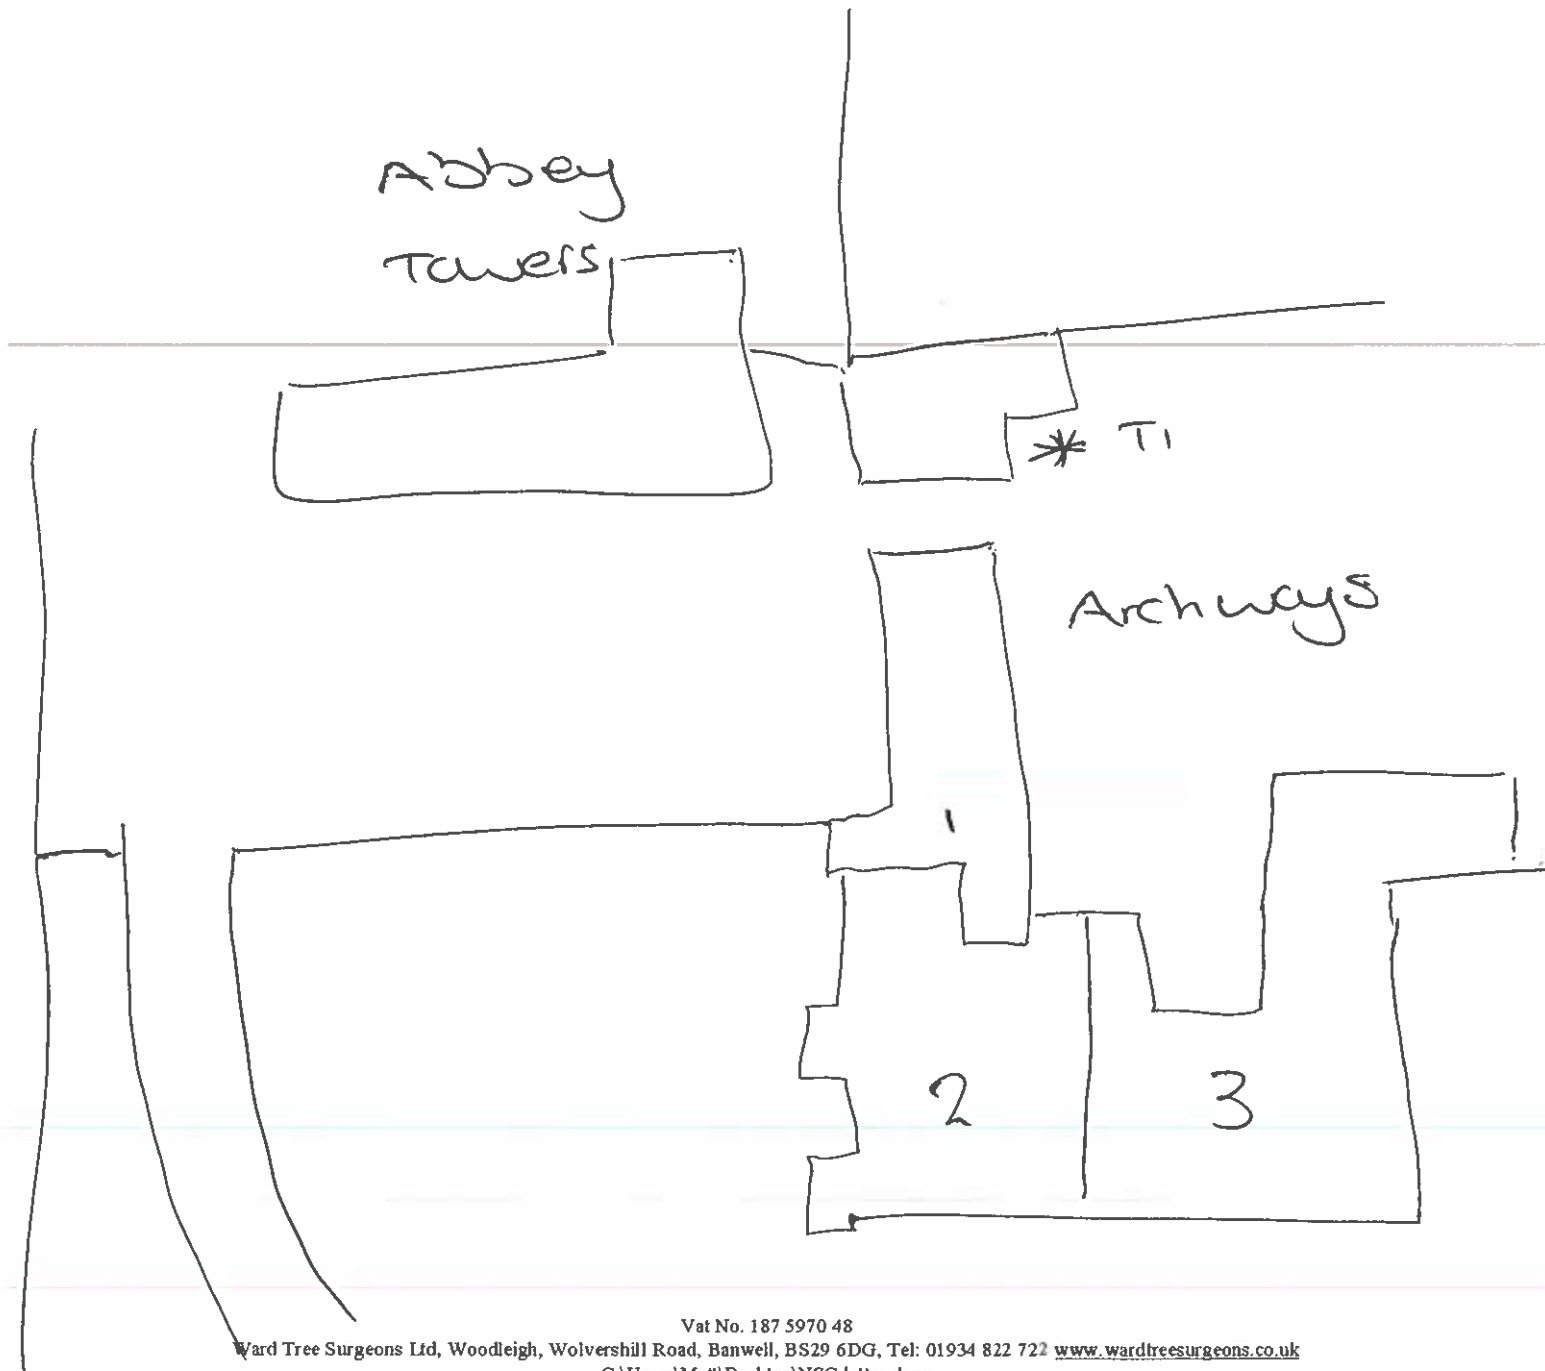 Abbey
Towers
T1
Archways
1
2
3
Vat No. 187 5970 48
Ward Tree Surgeons Ltd, Woodleigh, Wolvershill Road, Banwell, BS29 6DG, Tel: 01934 822 722 www.wardtreesurgeons.co.uk